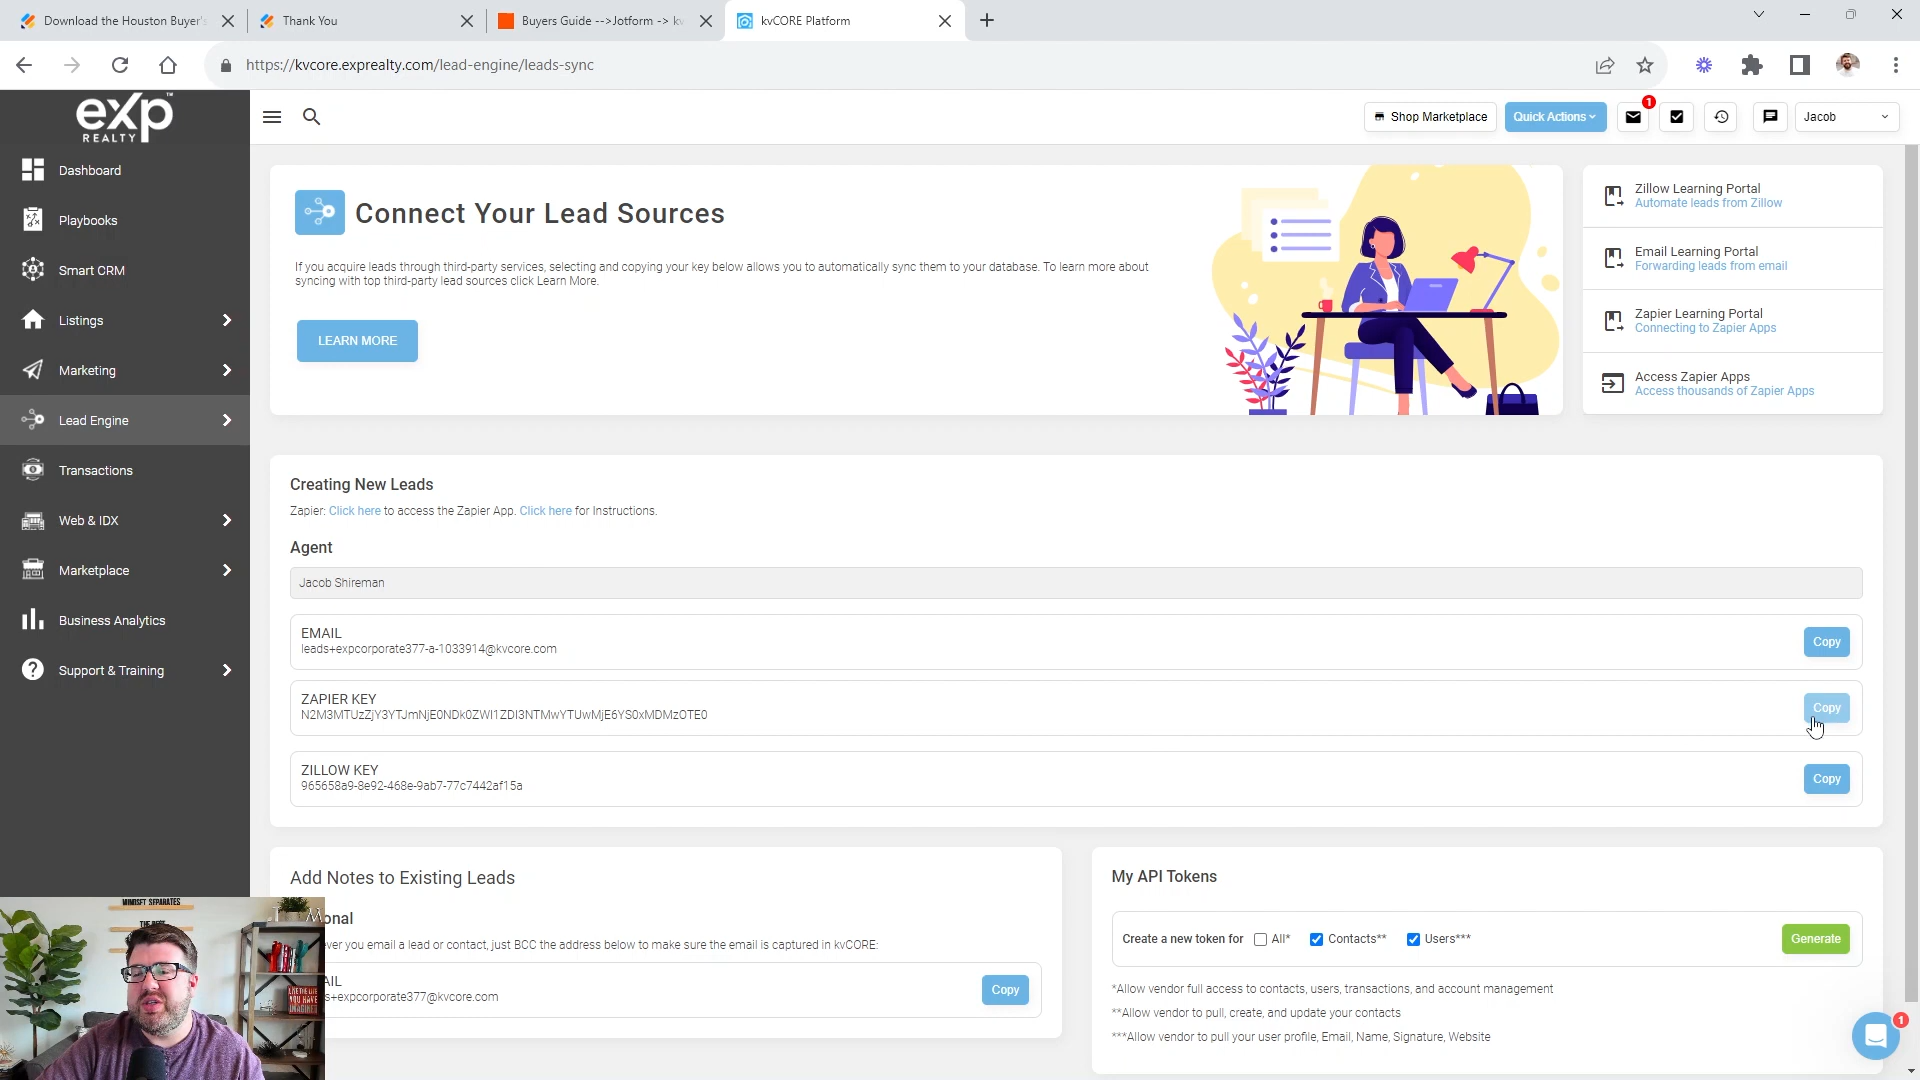 Download the Houston Buyer's
Thank You
Buyers Guide -->Jotform -> kv
kvCORE Platform
https://kvcore.exprealty.com/lead-engine/leads-sync
eXp
REALTY
Shop Marketplace
Quick Actions
1
Jacob
Dashboard
Playbooks
Smart CRM
Listings
Marketing
Lead Engine
Transactions
Web & IDX
Marketplace
Business Analytics
Support & Training
Connect Your Lead Sources
If you acquire leads through third-party services, selecting and copying your key below allows you to automatically sync them to your database. To learn more about
syncing with top third-party lead sources click Learn More.
LEARN MORE
Zillow Learning Portal
Automate leads from Zillow
Email Learning Portal
Forwarding leads from email
Zapier Learning Portal
Connecting to Zapier Apps
Access Zapier Apps
Access thousands of Zapier Apps
Creating New Leads
Zapier: Click here to access the Zapier App. Click here for Instructions.
Agent
Jacob Shireman
EMAIL
leads+expcorporate377-a-1033914@kvcore.com
Copy
ZAPIER KEY
N2M3MTUzZjY3YTJmNjE0NDk0ZWI1ZDI3NTMwYTUwMjE6YS0xMDMzOTE0
Copy
ZILLOW KEY
965658a9-8e92-468e-9ab7-77c7442af15a
Copy
Add Notes to Existing Leads
onal
ever you email a lead or contact, just BCC the address below to make sure the email is captured in kvCORE:
AIL
s+expcorporate377@kvcore.com
Copy
My API Tokens
Create a new token for All* Contacts** Users***
Generate
*Allow vendor full access to contacts, users, transactions, and account management
**Allow vendor to pull, create, and update your contacts
***Allow vendor to pull your user profile, Email, Name, Signature, Website
1
MINDSET SEPARATES